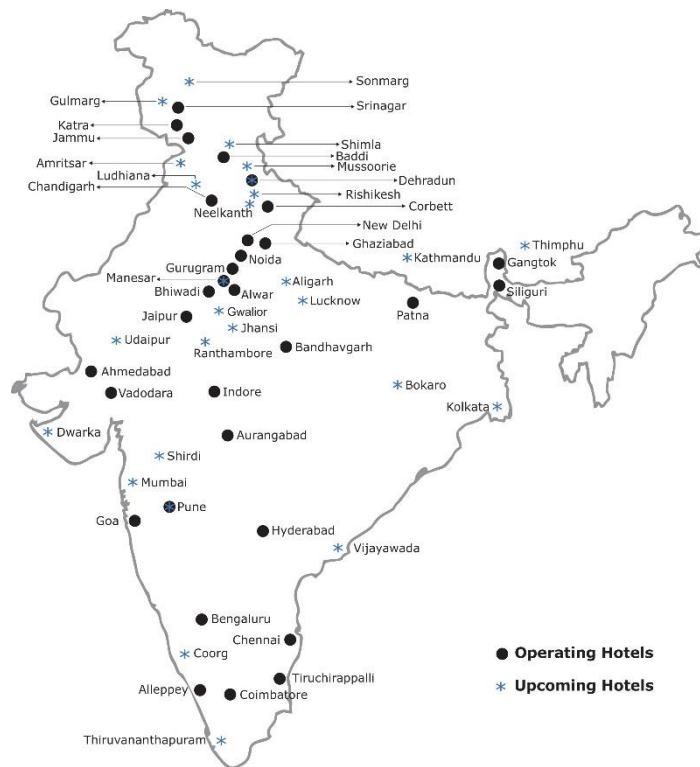 Sonmarg
Gulmarg
Srinagar
Katra
Jammu
Shimla
Baddi
Amritsar
Mussoorie
Ludhiana
Dehradun
Chandigarh
Rishikesh
Neelkanth
Corbett
New Delhi
Ghaziabad
Thimphu
Noida
Kathmandu
Gangtok
Gurugram
Manesar
Aligarh
Bhiwadi
Alwar
Siliguri
Lucknow
Patna
Gwalior
Jaipur
Jhansi
Udaipur
Ranthambore
Bandhavgarh
Ahmedabad
Bokaro
Vadodara
Indore
Kolkata
Dwarka
Aurangabad
Shirdi
Mumbai
Pune
Goa
Hyderabad
Vijayawada
Bengaluru
Chennai
Coorg
Operating Hotels
Tiruchirappalli
Upcoming Hotels
Alleppey
Coimbatore
Thiruvananthapuram